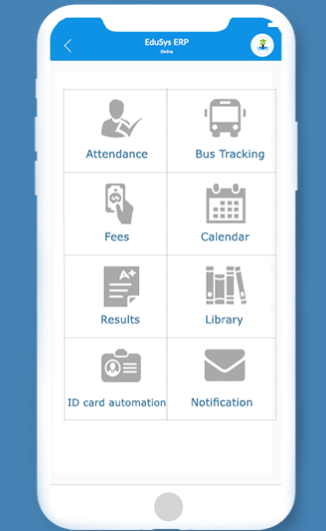 EduSys ERP
Online
Attendance
Bus Tracking
Fees
Calendar
A+
Results
Library
ID card automation
Notification